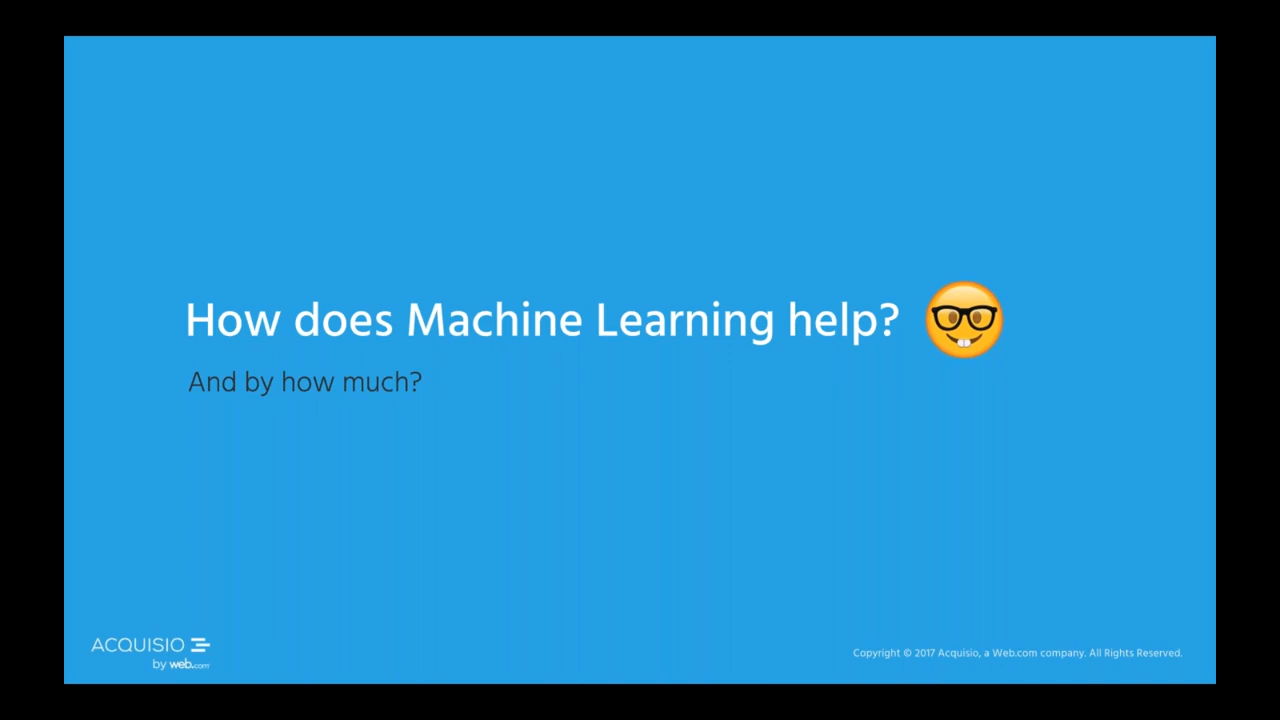 How does Machine Learning help?
And by how much?
ACQUISIO
by web.com
Copyright © 2017 Acquisio, a Web.com company. All Rights Reserved.